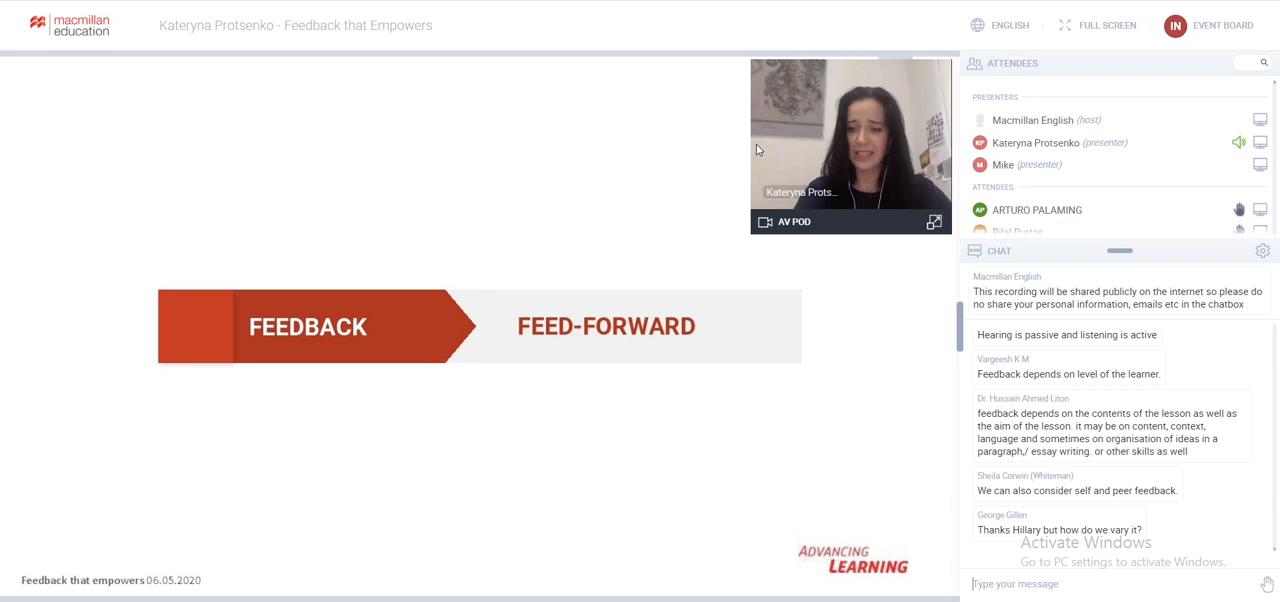 macmillan
education
Kateryna Protsenko - Feedback that Empowers
ENGLISH
FULL SCREEN
IN
EVENT BOARD
ATTENDEES
PRESENTERS
Macmillan English (host)
KP
Kateryna Protsenko (presenter)
M
Mike (presenter)
ATTENDEES
AP
ARTURO PALAMING
Bilal Purtas
Kateryna Prots...
AV POD
CHAT
Macmillan English
This recording will be shared publicly on the internet so please do
no share your personal information, emails etc in the chatbox
Hearing is passive and listening is active
Vargeesh K M
Feedback depends on level of the learner.
Dr. Hussain Ahmed Liton
feedback depends on the contents of the lesson as well as
the aim of the lesson. it may be on content, context,
language and sometimes on organisation of ideas in a
paragraph,/ essay writing. or other skills as well
Sheila Corwin (Whiteman)
We can also consider self and peer feedback.
George Gillen
Thanks Hillary but how do we vary it?
Activate Windows
Go to PC settings to activate Windows.
Type your message
FEEDBACK
FEED-FORWARD
ADVANCING
LEARNING
Feedback that empowers 06.05.2020